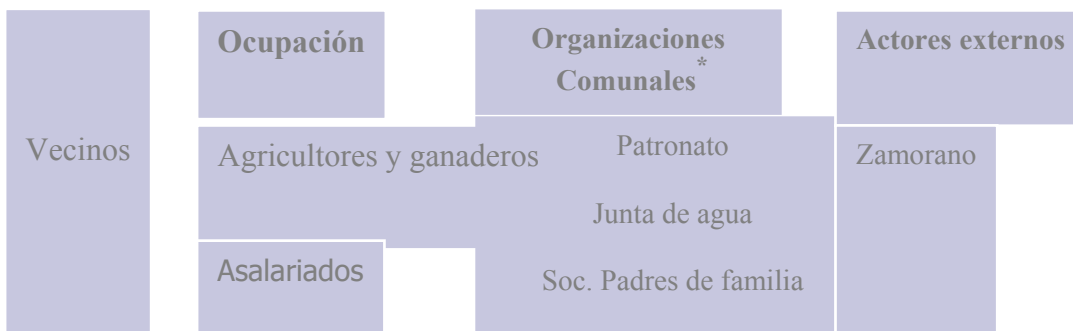 Vecinos
Ocupación
Agricultores y ganaderos
Asalariados
Organizaciones
Comunales*
Patronato
Junta de agua
Soc. Padres de familia
Actores externos
Zamorano